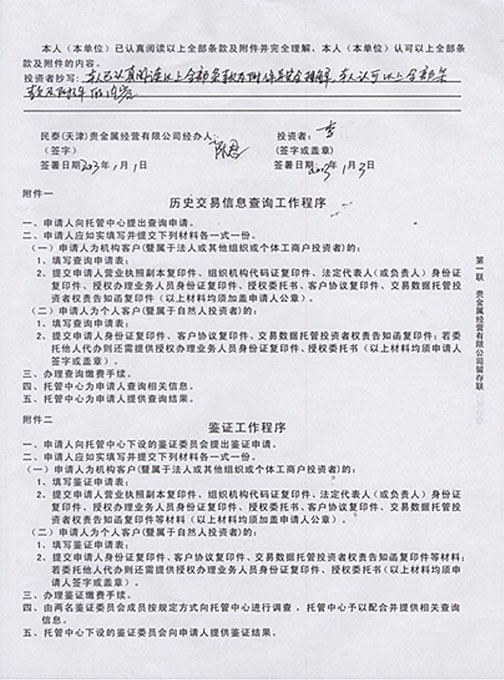 本人（本单位）已认真阅读以上全部条款及附件并完全理解，本人（本单位）认可以上全部条
款及附件的内容。
投资者抄写：本人已认真阅读以上全部条款及附件并完全理解，本人认可以上全部条
款及附件的内容
民泰(天津)贵金属经营有限公司经办人：
（签字）
签署日期2013年1月1日
投资者：李
(签字或盖章)
签署日期2013年1月3日
附件一
历史交易信息查询工作程序
一、申请人向托管中心提出查询申请。
二、申请人应如实填写并提交下列材料各一式一份。
（一）申请人为机构客户(暨属于法人或其他组织或个体工商户投资者)的：
1、填写查询申请表；
2、提交申请人营业执照副本复印件、组织机构代码证复印件、法定代表人(或负责人）身份证
复印件、授权办理业务人员身份证复印件、授权委托书、客户协议复印件、交易数据托管投
资者权责告知函复印件（以上材料均须加盖申请人公章）。
（二）申请人为个人客户(暨属于自然人投资者)的：
1、填写查询申请表；
2、提交申请人身份证复印件、客户协议复印件、交易数据托管投资者权责告知函复印件；若委
托他人代办则还需提供授权办理业务人员身份证复印件、授权委托书（以上材料均须申请人
签字或盖章）。
三、办理查询缴费手续。
四、托管中心为申请人查询相关信息。
五、托管中心为申请人提供查询结果。
附件二
鉴证工作程序
一、申请人向托管中心下设的鉴证委员会提出鉴证申请。
二、申请人应如实填写并提交下列材料各一式一份。
（一）申请人为机构客户(暨属于法人或其他组织或个体工商户投资者)的：
1、填写鉴证申请表；
2、提交申请人营业执照副本复印件、组织机构代码证复印件、法定代表人(或负责人）身份证
复印件、授权办理业务人员身份证复印件、授权委托书、客户协议复印件、交易数据托管投
资者权责告知函复印件等材料（以上材料均须加盖申请人公章）。
（二）申请人为个人客户(暨属于自然人投资者)的：
1、填写鉴证申请表；
2、提交申请人身份证复印件、客户协议复印件、交易数据托管投资者权责告知函复印件等材料；
若委托他人代办则还需提供授权办理业务人员身份证复印件、授权委托书(以上材料均须申
请人签字或盖章）。
三、办理鉴证缴费手续。
四、由两名鉴证委员会成员按规定方式向托管中心进行调查，托管中心予以配合并提供相关查询
信息。
五、托管中心下设的鉴证委员会向申请人提供鉴证结果。
第一联 贵金属经营有限公司留存联